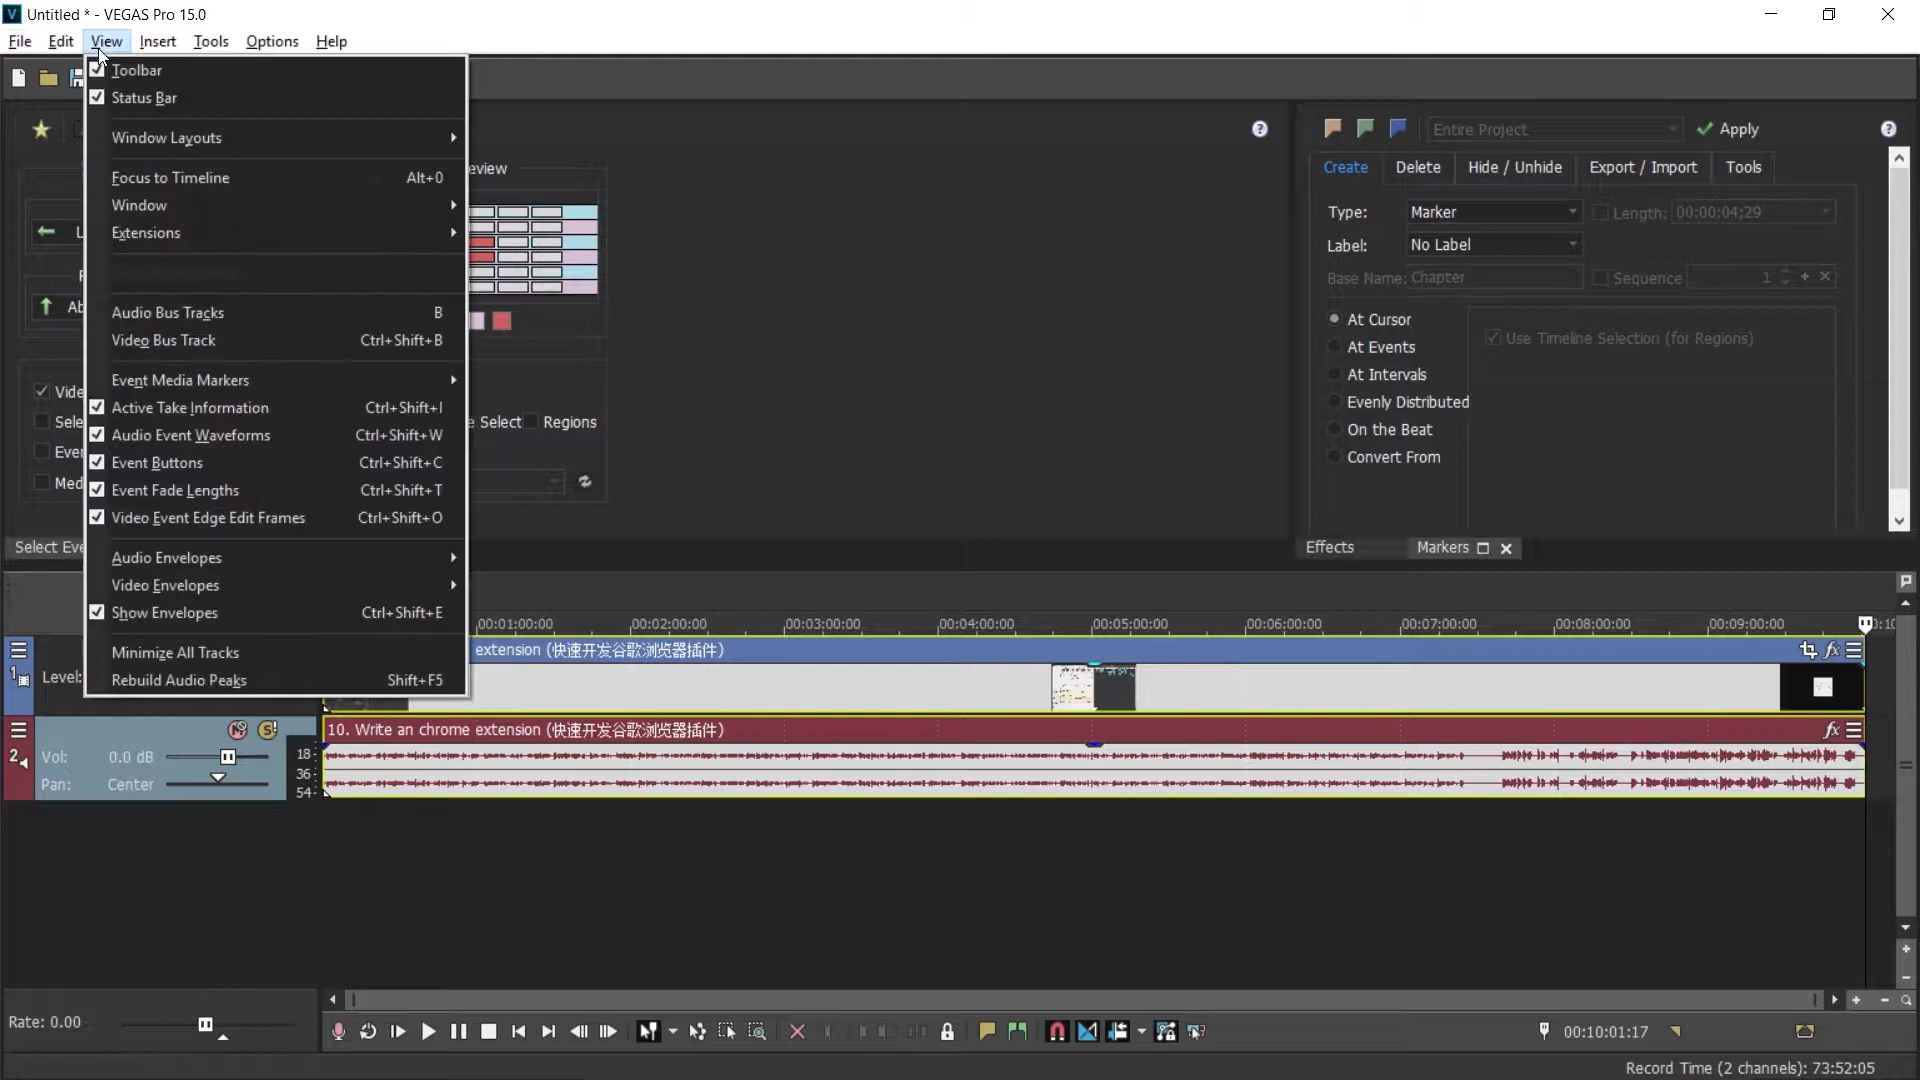 Untitled * - VEGAS Pro 15.0
File Edit View Insert Tools Options Help
Toolbar
Status Bar
Window Layouts
Focus to Timeline Alt+0
Window
Extensions
Audio Bus Tracks B
Video Bus Track Ctrl+Shift+B
Event Media Markers
Active Take Information Ctrl+Shift+I
Audio Event Waveforms Ctrl+Shift+W
Event Buttons Ctrl+Shift+C
Event Fade Lengths Ctrl+Shift+T
Video Event Edge Edit Frames Ctrl+Shift+O
Audio Envelopes
Video Envelopes
Show Envelopes Ctrl+Shift+E
Minimize All Tracks
Rebuild Audio Peaks Shift+F5
eview
e Select Regions
Select Eve
Entire Project Apply
Create Delete Hide / Unhide Export / Import Tools
Type: Marker Length: 00:00:04;29
Label: No Label
Base Name: Chapter Sequence 1
At Cursor
At Events
At Intervals
Evenly Distributed
On the Beat
Convert From
Use Timeline Selection (for Regions)
Effects Markers
00:01:00:00 00:02:00:00 00:03:00:00 00:04:00:00 00:05:00:00 00:06:00:00 00:07:00:00 00:08:00:00 00:09:00:00 0:10
1 Level:
extension (快速开发谷歌浏览器插件)
10. Write an chrome extension (快速开发谷歌浏览器插件)
2 Vol: 0.0 dB
Pan: Center
18
36
54
Rate: 0.00
00:10:01:17
Record Time (2 channels): 73:52:05